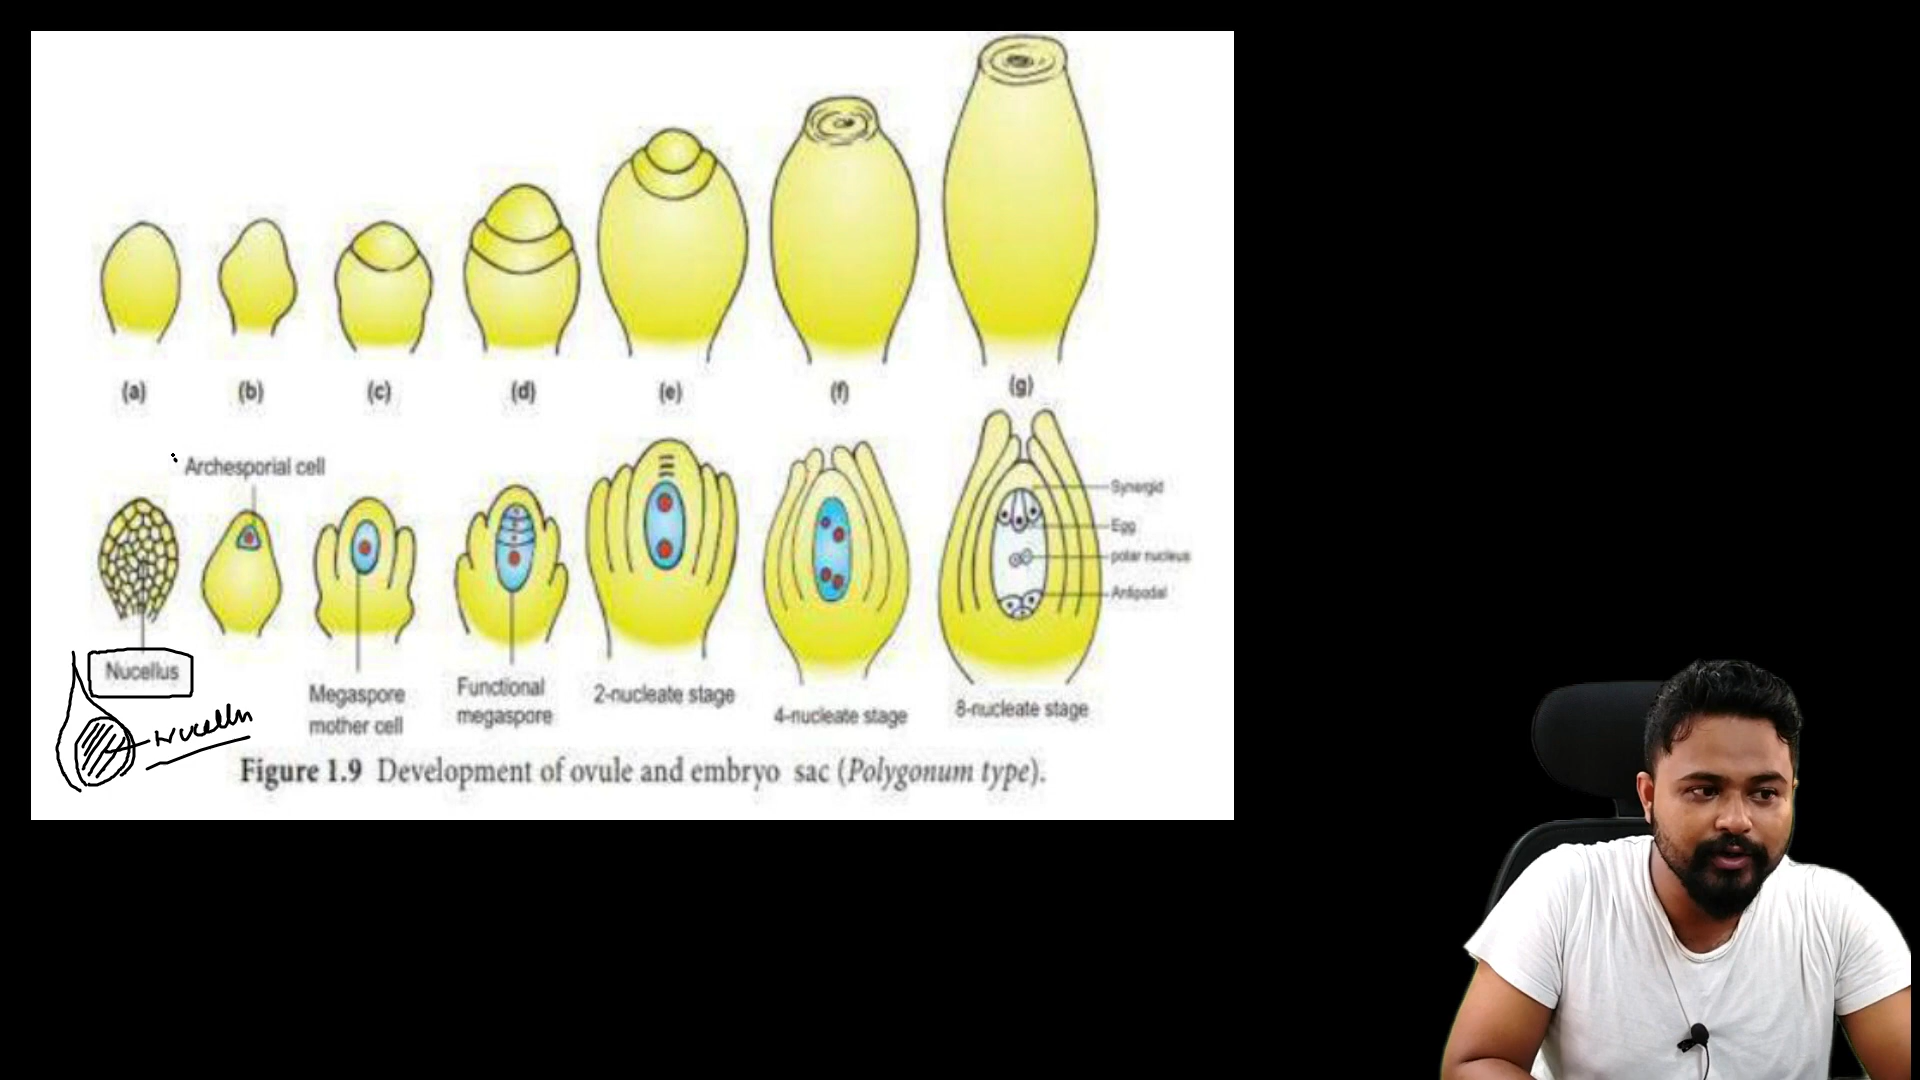 (a)
(b)
(c)
(d)
(e)
(f)
(g)
Archesporial cell
Synergid
Egg
polar nucleus
Antipodal
Nucellus
Megaspore
mother cell
Functional
megaspore
2-nucleate stage
4-nucleate stage
8-nucleate stage
Figure 1.9 Development of ovule and embryo sac (Polygonum type).